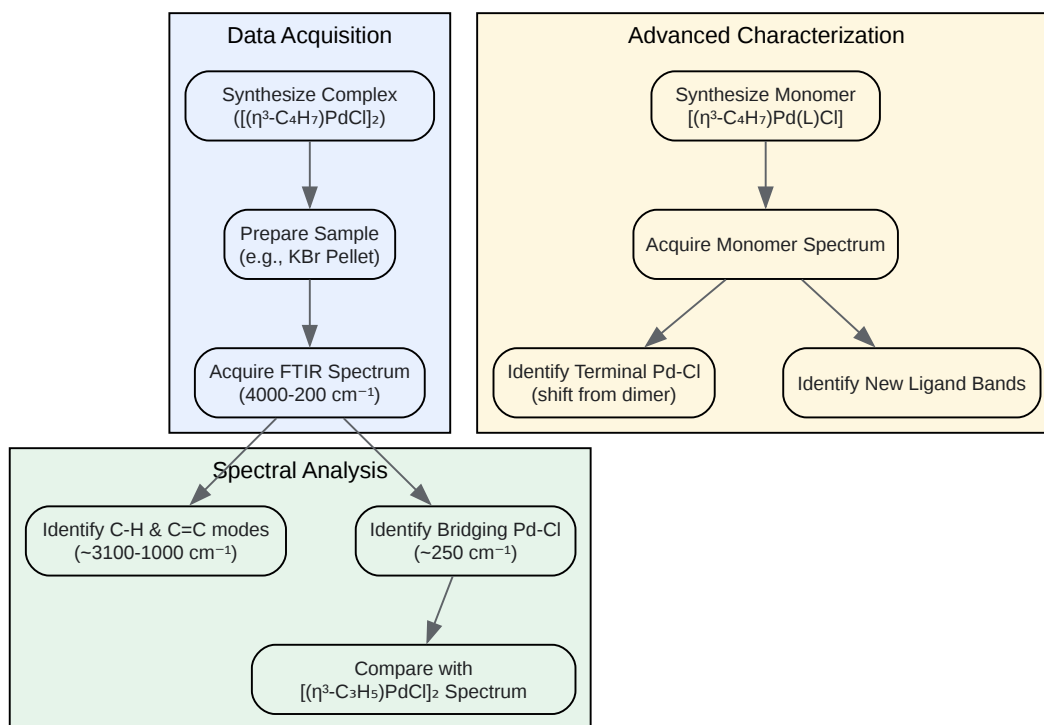 Data Acquisition
Synthesize Complex
([(η³-C₄H₇)PdCl]₂)
Prepare Sample
(e.g., KBr Pellet)
Acquire FTIR Spectrum
(4000-200 cm⁻¹)
Spectral Analysis
Identify C-H & C=C modes
(~3100-1000 cm⁻¹)
Identify Bridging Pd-Cl
(~250 cm⁻¹)
Compare with
[(η³-C₃H₅)PdCl]₂ Spectrum
Advanced Characterization
Synthesize Monomer
[(η³-C₄H₇)Pd(L)Cl]
Acquire Monomer Spectrum
Identify Terminal Pd-Cl
(shift from dimer)
Identify New Ligand Bands